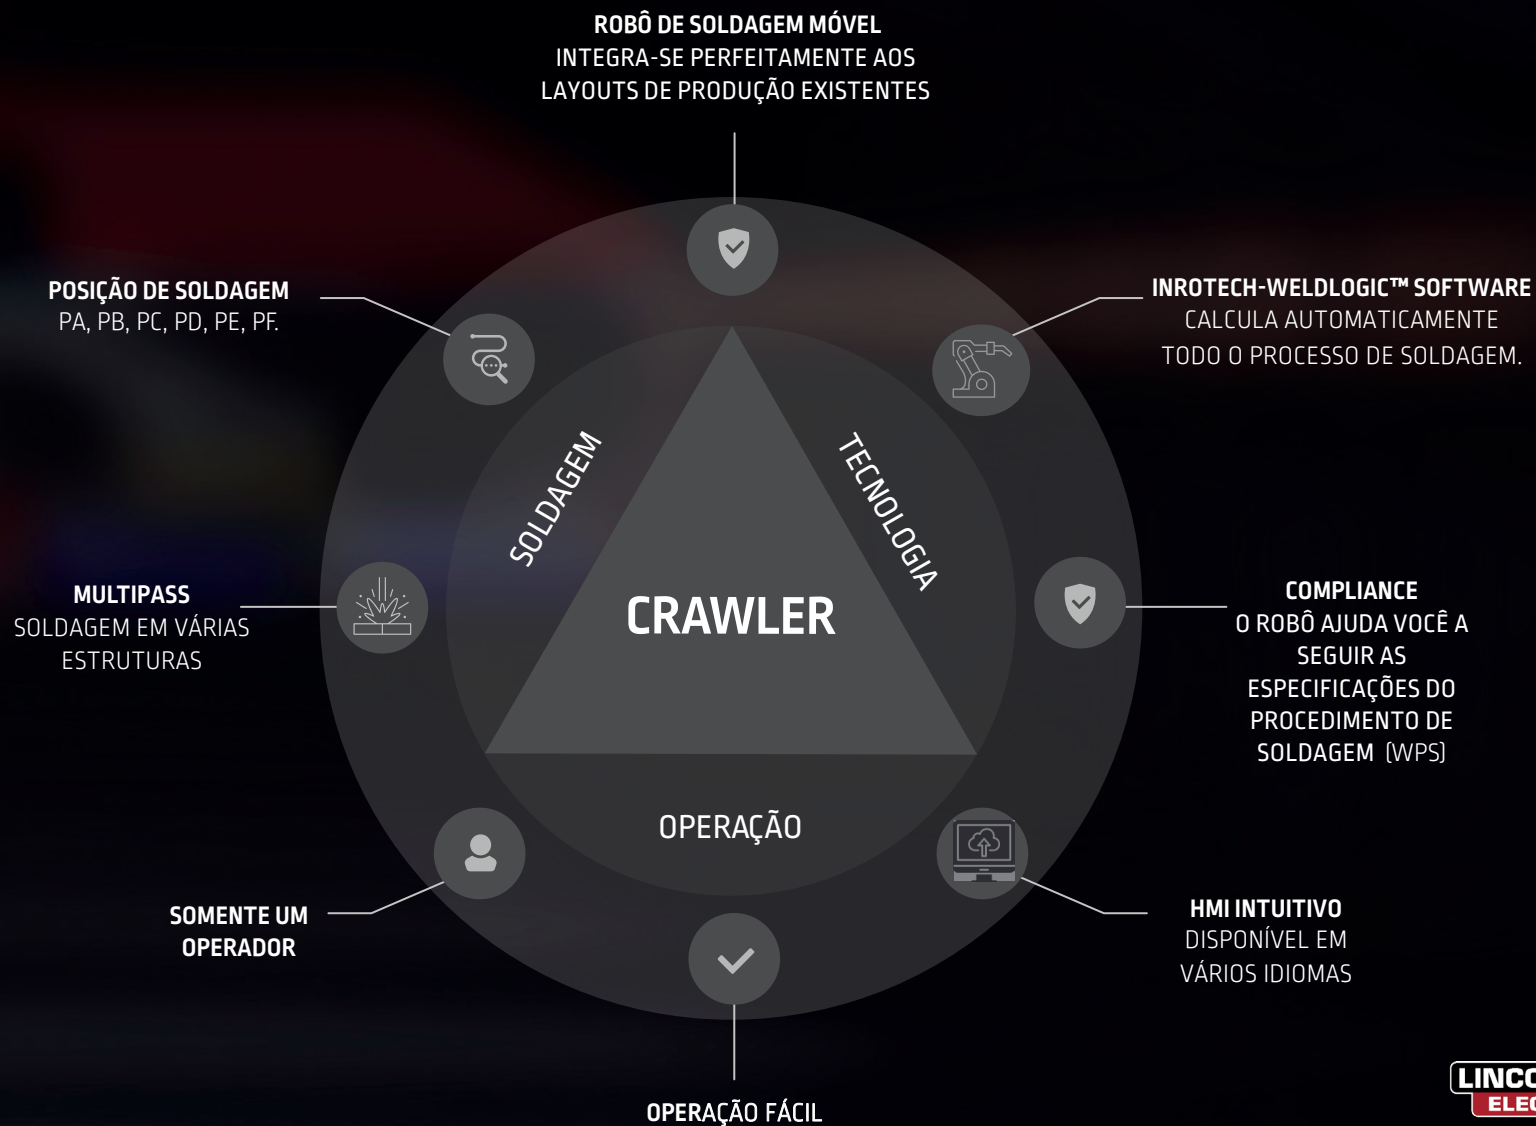 ROBÔ DE SOLDAGEM MÓVEL
INTEGRA-SE PERFEITAMENTE AOS
LAYOUTS DE PRODUÇÃO EXISTENTES
POSIÇÃO DE SOLDAGEM
PA, PB, PC, PD, PE, PF.
INROTECH-WELDLOGIC™ SOFTWARE
CALCULA AUTOMATICAMENTE
TODO O PROCESSO DE SOLDAGEM.
SOLDAGEM
TECNOLOGIA
MULTIPASS
SOLDAGEM EM VÁRIAS
ESTRUTURAS
CRAWLER
COMPLIANCE
O ROBÔ AJUDA VOCÊ A
SEGUIR AS
ESPECIFICAÇÕES DO
PROCEDIMENTO DE
SOLDAGEM (WPS)
OPERAÇÃO
SOMENTE UM
OPERADOR
HMI INTUITIVO
DISPONÍVEL EM
VÁRIOS IDIOMAS
OPERAÇÃO FÁCIL